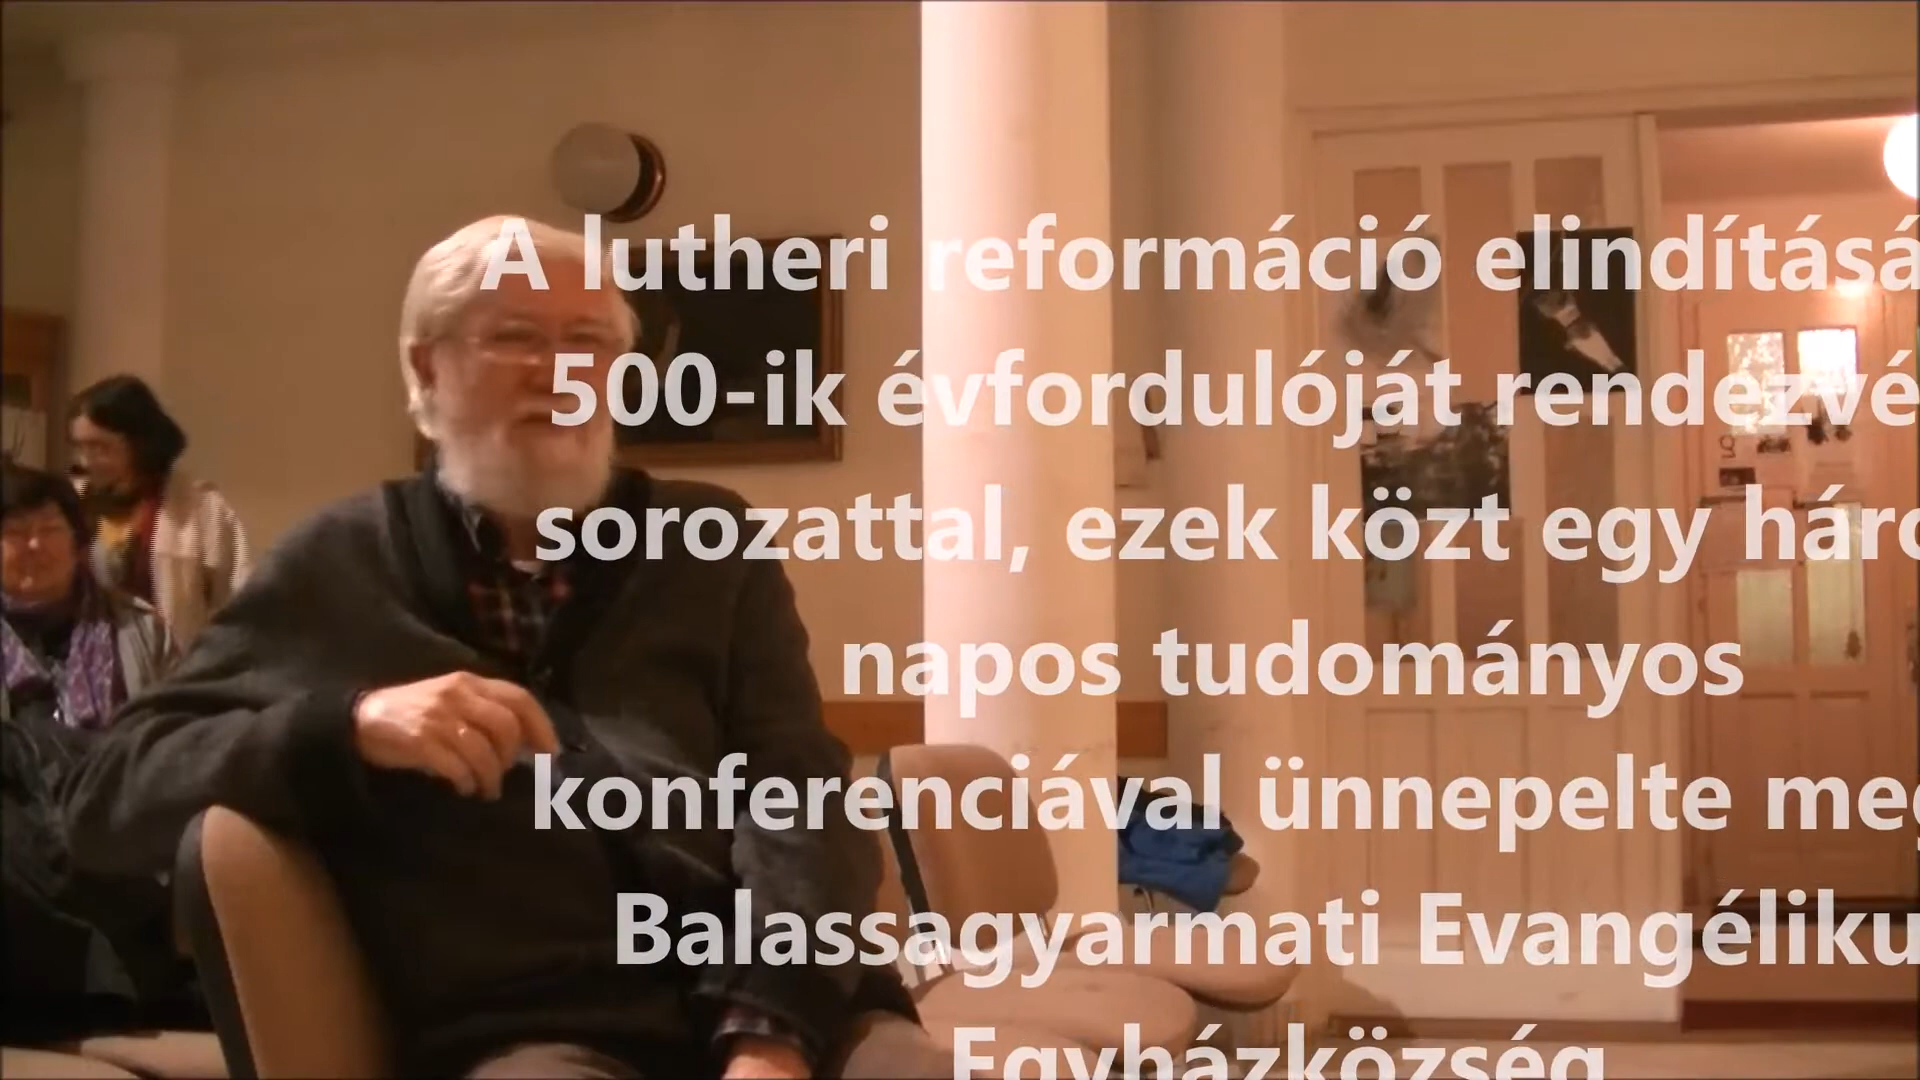 A lutheri reformáció elindításá
500-ik évfordulóját rendezvé
sorozattal, ezek közt egy háro
napos tudományos
konferenciával ünnepelte meg
Balassagyarmati Evangéliku
Egyházközség